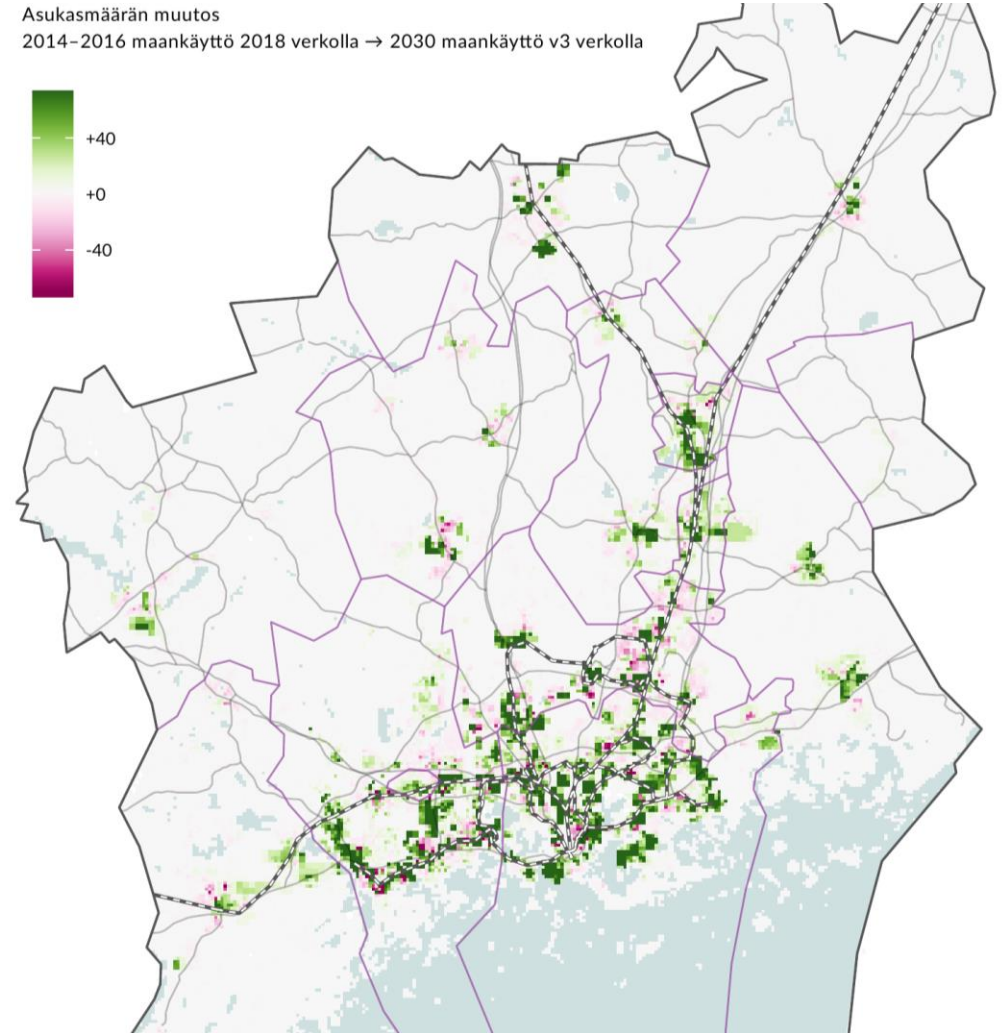 Asukasmäärän muutos
2014–2016 maankäyttö 2018 verkolla → 2030 maankäyttö v3 verkolla
+40
+0
-40